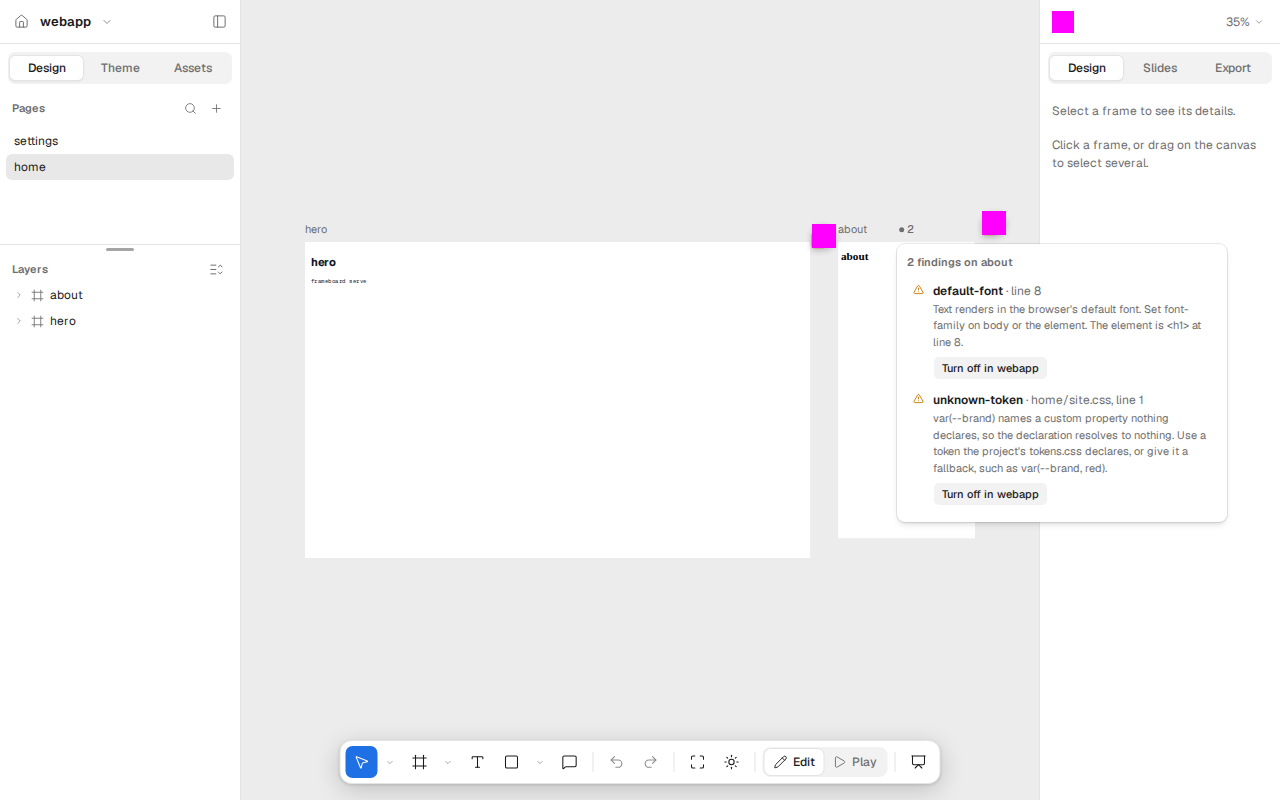 webapp
35%
Design
Theme
Assets
Design
Slides
Export
Pages
settings
home
Layers
about
hero
Select a frame to see its details.
Click a frame, or drag on the canvas
to select several.
hero
about
2
hero
frameboard serve
about
2 findings on about
default-font · line 8
Text renders in the browser's default font. Set font-
family on body or the element. The element is <h1> at
line 8.
Turn off in webapp
unknown-token · home/site.css, line 1
var(--brand) names a custom property nothing
declares, so the declaration resolves to nothing. Use a
token the project's tokens.css declares, or give it a
fallback, such as var(--brand, red).
Turn off in webapp
Edit
Play